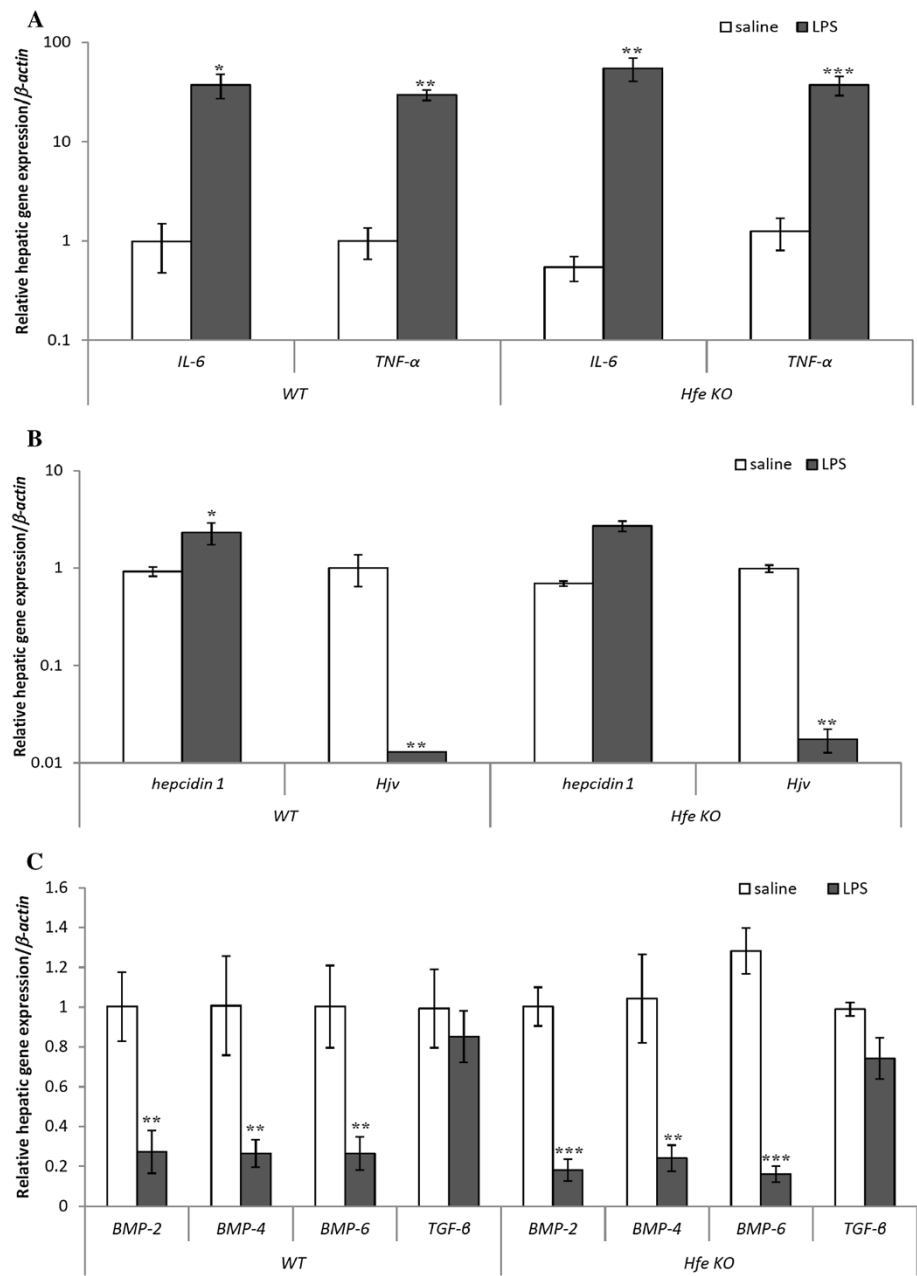 A
saline LPS
Relative hepatic gene expression/β-actin
100
10
1
0.1
* ** ** ***
IL-6 TNF-α IL-6 TNF-α
WT Hfe KO
B
saline LPS
Relative hepatic gene expression/β-actin
10
1
0.1
0.01
* ** **
hepcidin 1 Hjv hepcidin 1 Hjv
WT Hfe KO
C
saline LPS
Relative hepatic gene expression/β-actin
1.6
1.4
1.2
1
0.8
0.6
0.4
0.2
0
** ** ** *** ** ***
BMP-2 BMP-4 BMP-6 TGF-β BMP-2 BMP-4 BMP-6 TGF-β
WT Hfe KO